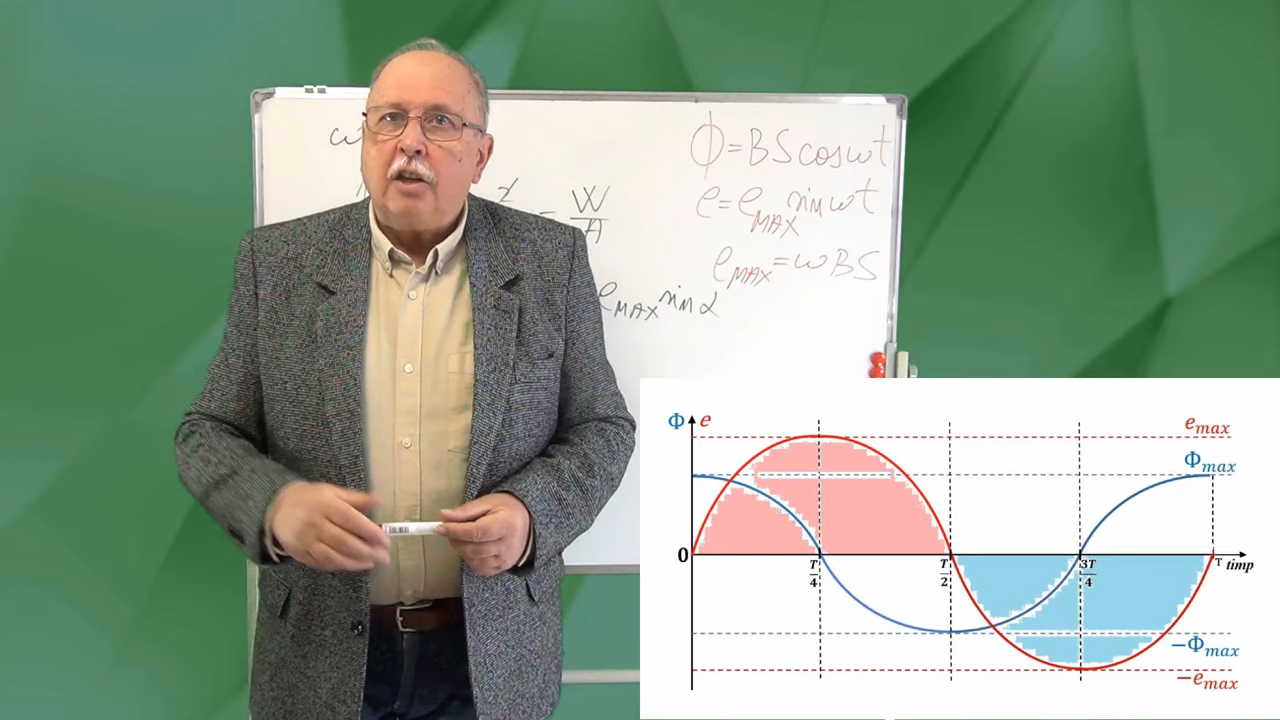 ω
Φ=BScosωt
α
= W/A
e=e_MAX sin ωt
e_MAX=ωBS
e_MAX sin α
Φ e
e_max
Φ_max
0
T/4
T/2
3T/4
T timp
−Φ_max
−e_max